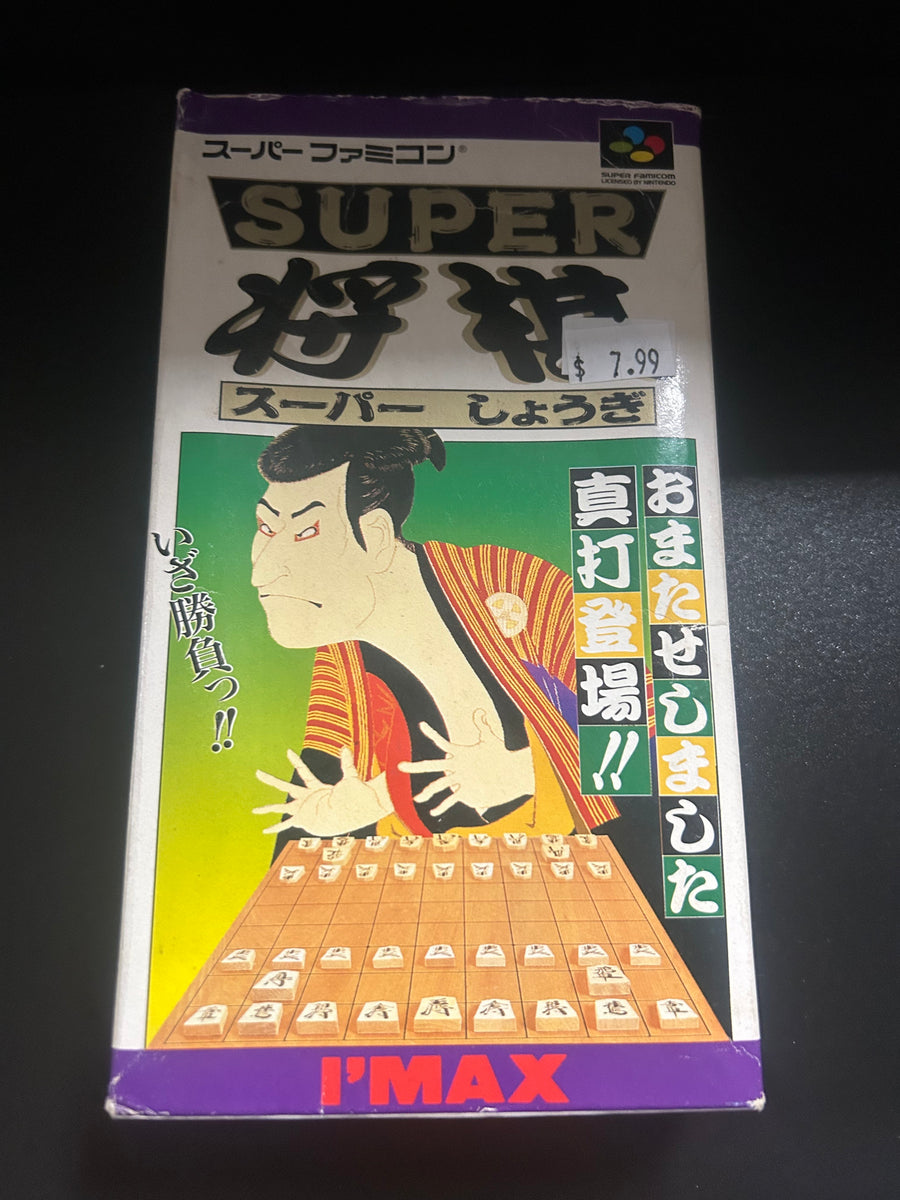 スーパーファミコン®
SUPER FAMICOM
LICENSED BY NINTENDO
SUPER
将棋
$ 7.99
スーパー しょうぎ
おまたせしました
真打登場!!
いざ勝負っ!!
I'MAX